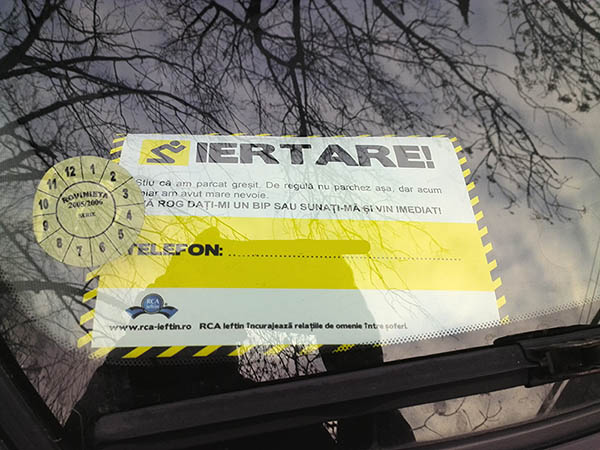 IERTARE!
Știu că am parcat greșit. De regulă nu parchez așa, dar acum
chiar am avut mare nevoie.
VĂ ROG DAȚI-MI UN BIP SAU SUNAȚI-MĂ ȘI VIN IMEDIAT!
TELEFON:
RCA
ieftin
www.rca-ieftin.ro RCA Ieftin încurajează relațiile de omenie între șoferi.
12 1 2 3 4 5 6 7 8 9 10 11
ROVINIETA
SERIE